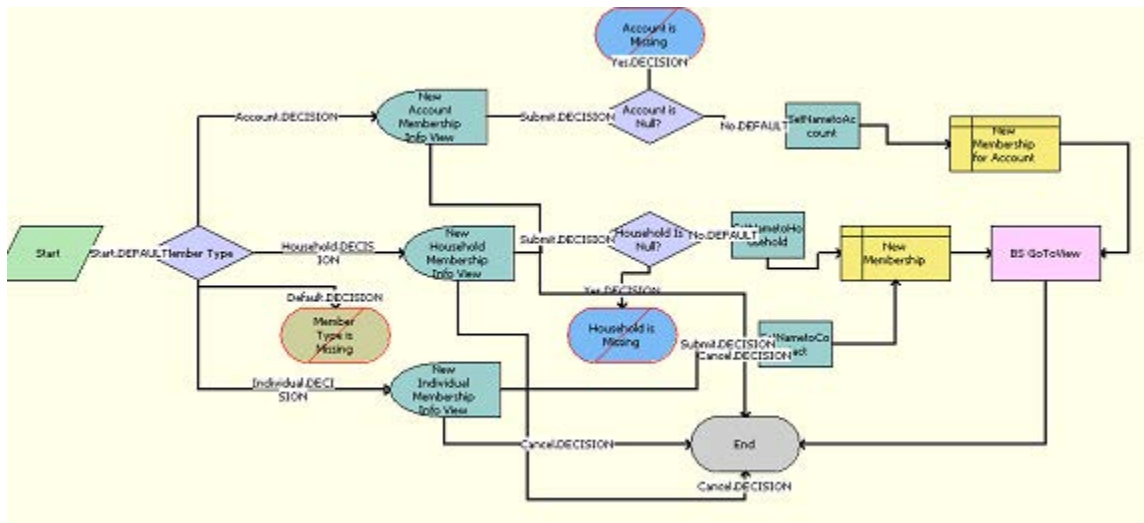 Account is
Missing
Yes.DECISION
New
Account
Membership
Info View
Account.DECISION
Submit.DECISION
Account is
Null?
No.DEFAULT
SetNametoAc
count
New
Membership
for Account
Start
Start.DEFAULT
Member Type
Household.DECIS
ION
New
Household
Membership
Info View
Submit.DECISION
Household Is
Null?
No.DEFAULT
New
Membership
BS GoToView
Default.DECISION
Yes.DECISION
Member
Type is
Missing
Household is
Missing
Submit.DECISION
Cancel.DECISION
Individual.DECI
SION
New
Individual
Membership
Info View
Cancel.DECISION
End
Cancel.DECISION